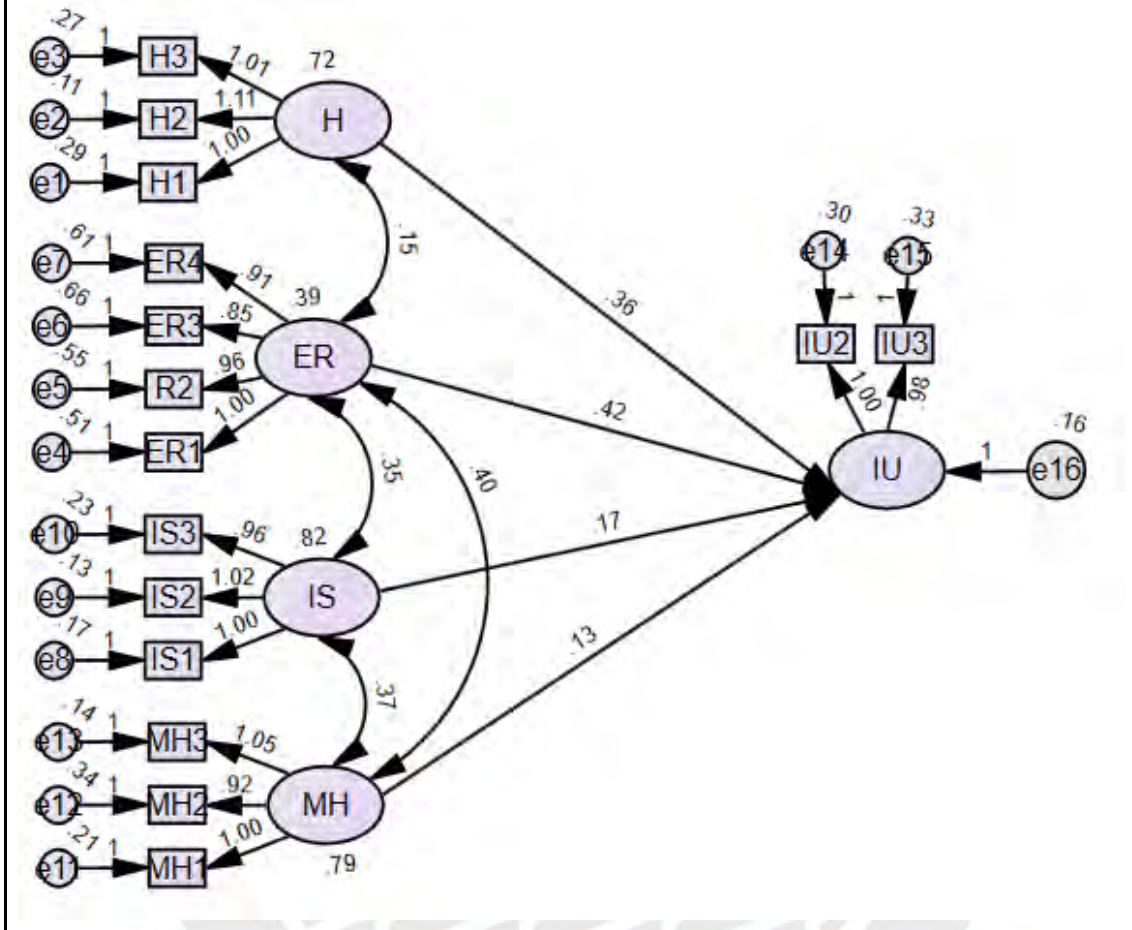 .27
e3 1 H3 1.01 .72
.11
e2 1 H2 1.11 H
.29
e1 1 H1 1.00
.15
.61
e7 1 ER4 .91 .39
.66
e6 1 ER3 .85
ER
.55
e5 1 R2 .96
.51
e4 1 ER1 1.00
.35
.40
.23
e10 1 IS3 .96 .82
.13
e9 1 IS2 1.02 IS
.17
e8 1 IS1 1.00
.37
.14
e13 1 MH3 1.05
.34
e12 1 MH2 .92 MH
.21
e11 1 MH1 1.00 .79
.36
.42
.17
.13
.30 .33
e14 e15
1 1
IU2 IU3
1.00 .98
.16
IU 1 e16